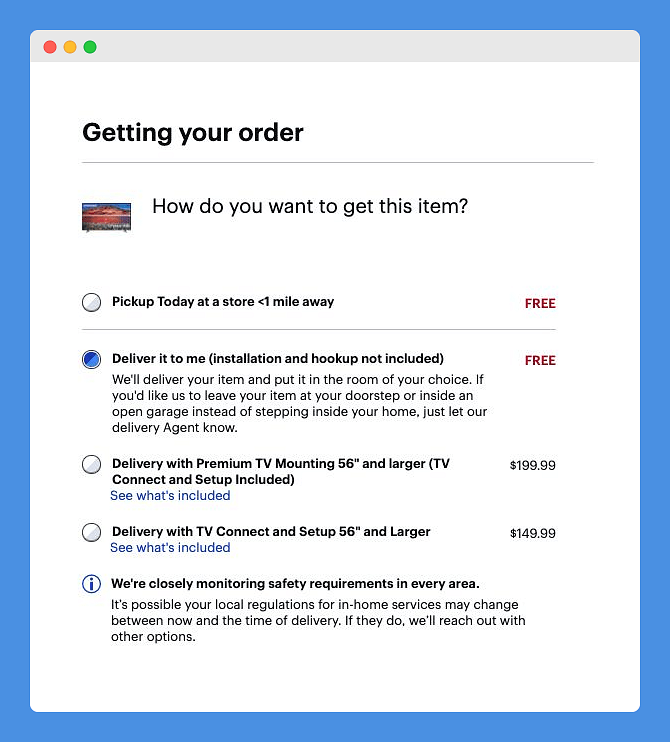 Getting your order
How do you want to get this item?
Pickup Today at a store <1 mile away
FREE
Deliver it to me (installation and hookup not included)
FREE
We'll deliver your item and put it in the room of your choice. If
you'd like us to leave your item at your doorstep or inside an
open garage instead of stepping inside your home, just let our
delivery Agent know.
Delivery with Premium TV Mounting 56" and larger (TV
Connect and Setup Included)
$199.99
See what's included
Delivery with TV Connect and Setup 56" and Larger
$149.99
See what's included
We're closely monitoring safety requirements in every area.
It's possible your local regulations for in-home services may change
between now and the time of delivery. If they do, we'll reach out with
other options.